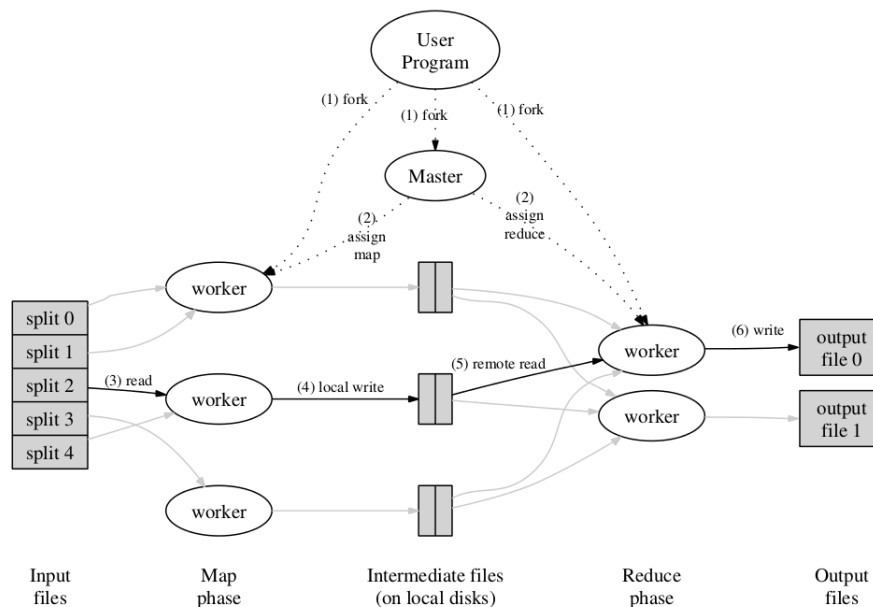 User
Program
(1) fork
(1) fork
(1) fork
Master
(2)
assign
map
(2)
assign
reduce
worker
split 0
split 1
split 2
split 3
split 4
(3) read
worker
(4) local write
(5) remote read
worker
(6) write
output
file 0
worker
output
file 1
worker
Input
files
Map
phase
Intermediate files
(on local disks)
Reduce
phase
Output
files